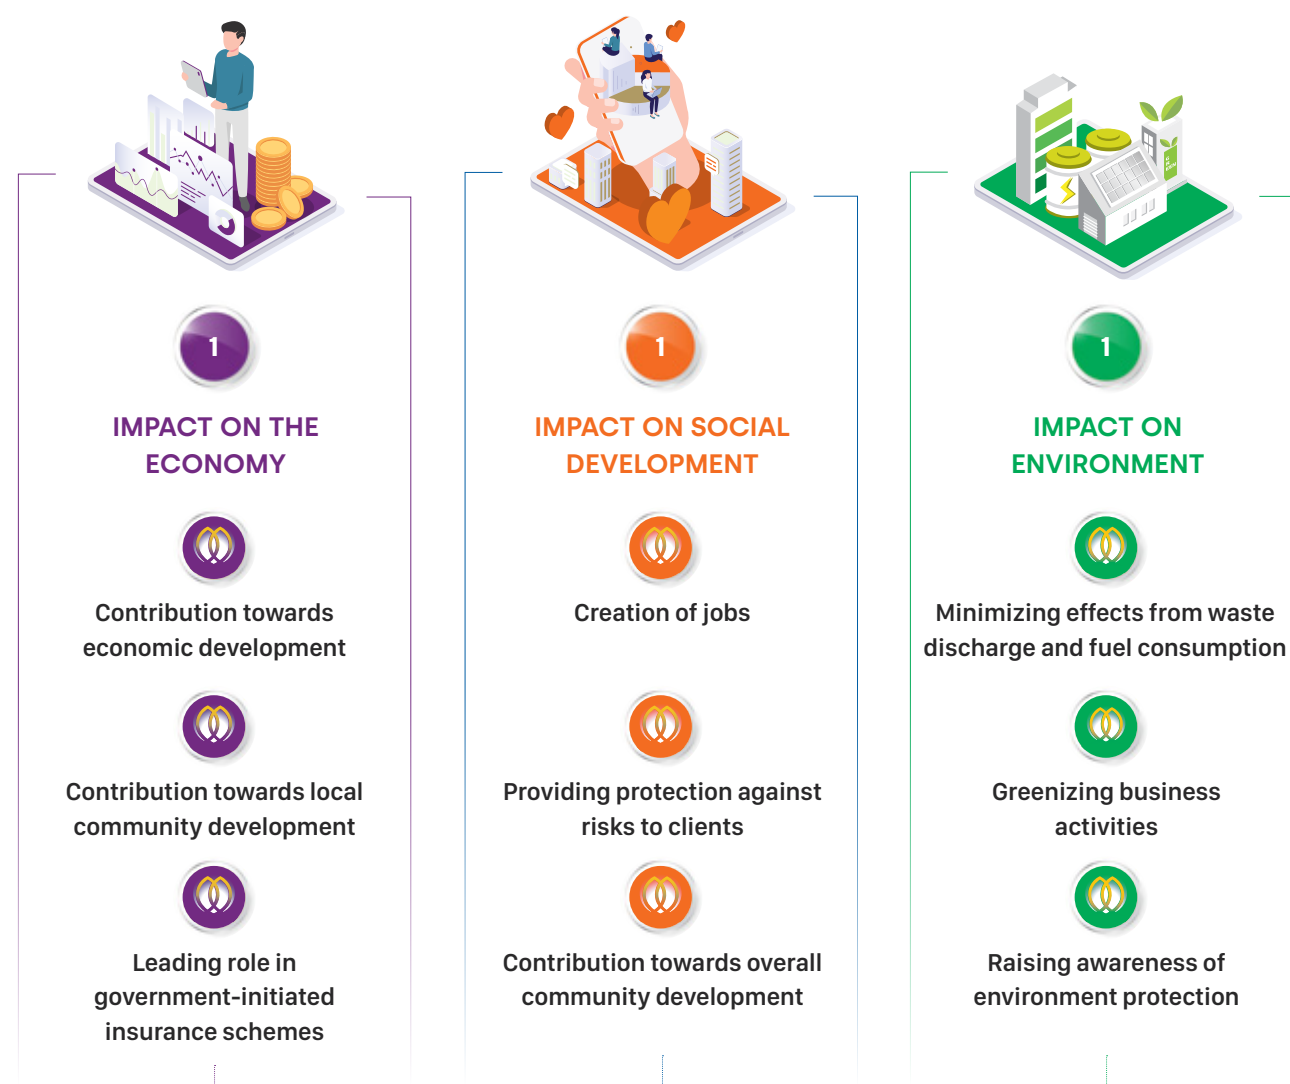 1
IMPACT ON THE
ECONOMY
Contribution towards
economic development
Contribution towards local
community development
Leading role in
government-initiated
insurance schemes
1
IMPACT ON SOCIAL
DEVELOPMENT
Creation of jobs
Providing protection against
risks to clients
Contribution towards overall
community development
1
IMPACT ON
ENVIRONMENT
Minimizing effects from waste
discharge and fuel consumption
Greenizing business
activities
Raising awareness of
environment protection